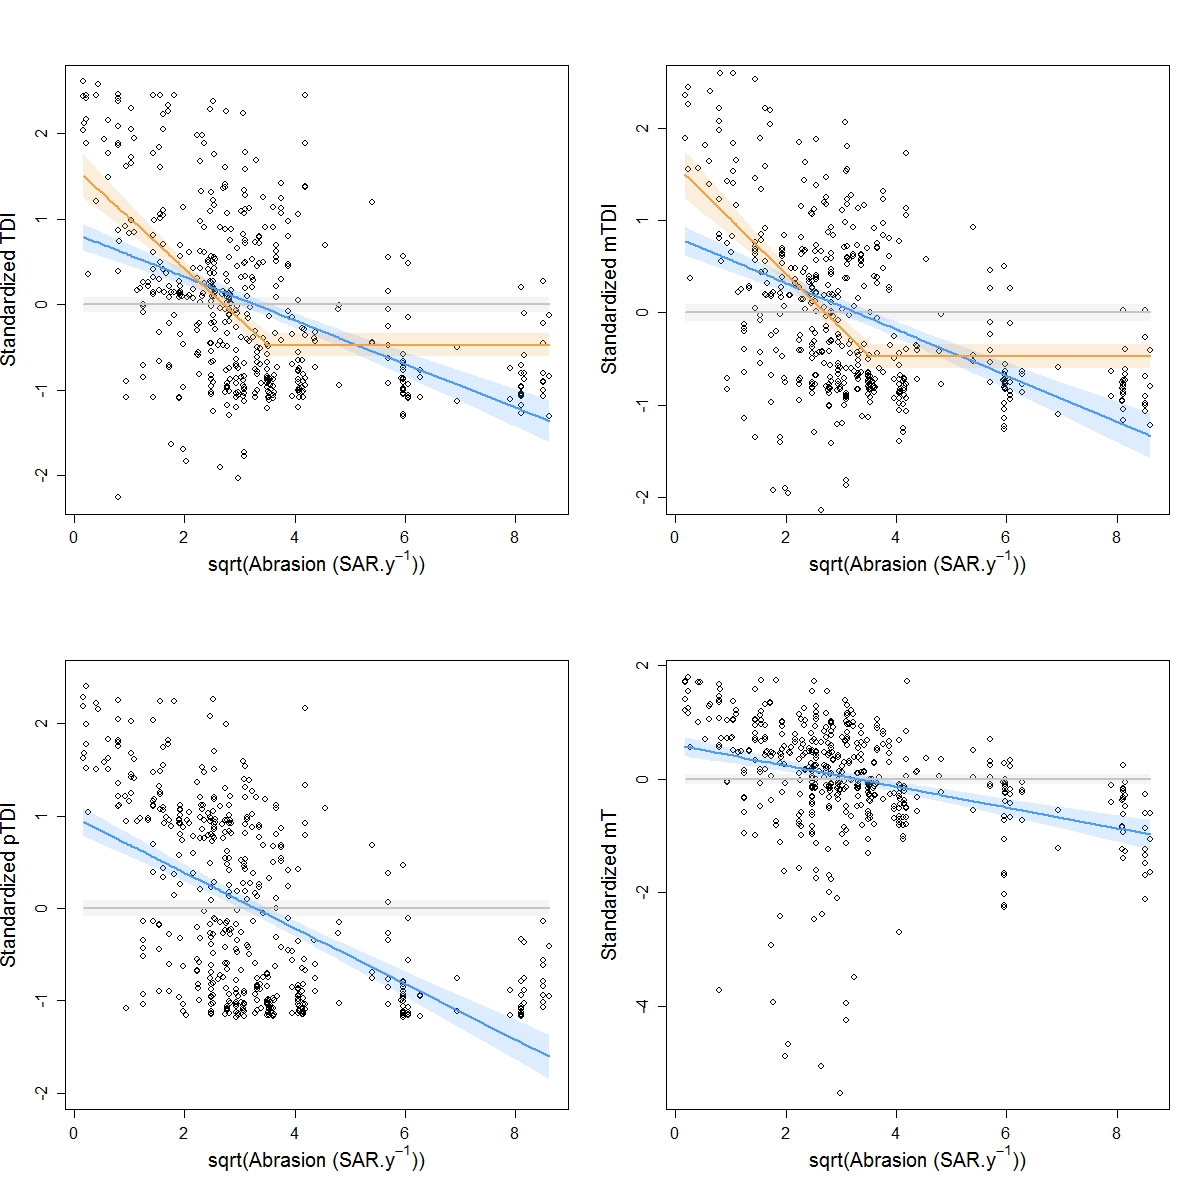 Standardized TDI
2
1
0
-1
-2
0 2 4 6 8
sqrt(Abrasion (SAR.y⁻¹))
Standardized mTDI
2
1
0
-1
-2
0 2 4 6 8
sqrt(Abrasion (SAR.y⁻¹))
Standardized pTDI
2
1
0
-1
-2
0 2 4 6 8
sqrt(Abrasion (SAR.y⁻¹))
Standardized mT
2
0
-2
-4
0 2 4 6 8
sqrt(Abrasion (SAR.y⁻¹))